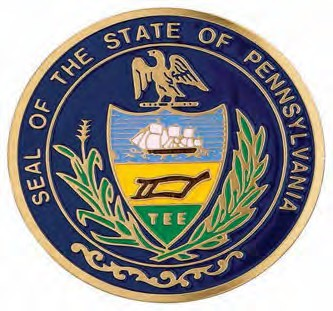 SEAL OF THE STATE OF PENNSYLVANIA
TEE